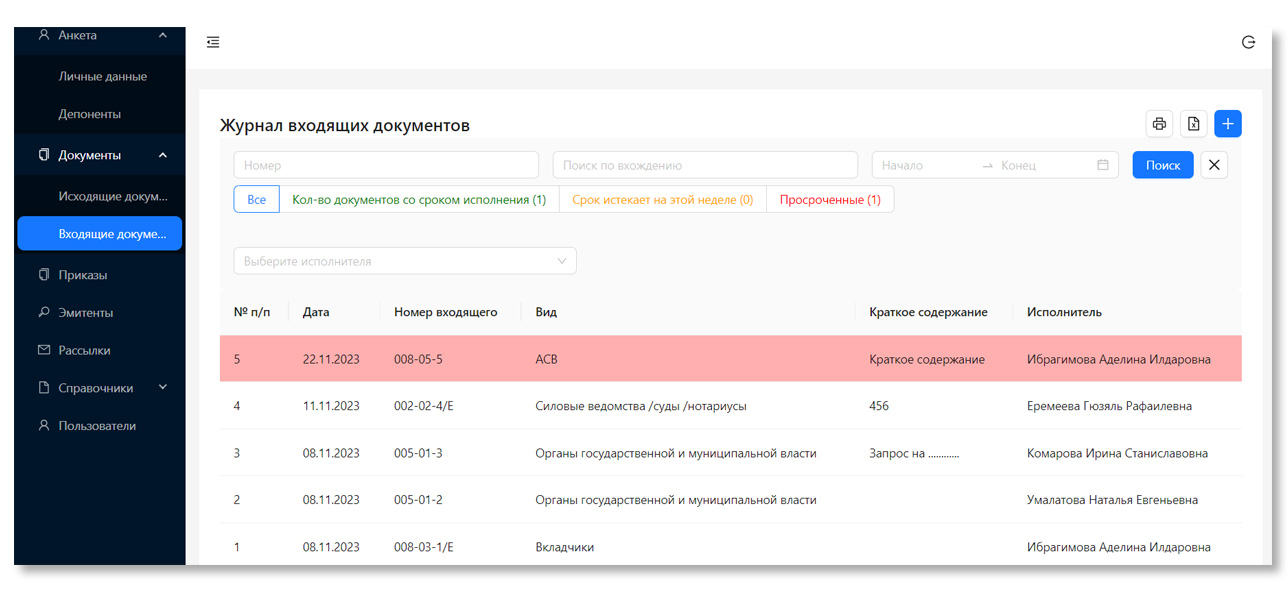 Анкета
Личные данные
Депоненты
Документы
Исходящие докум...
Входящие докуме...
Приказы
Эмитенты
Рассылки
Справочники
Пользователи
Журнал входящих документов
Номер Поиск по вхождению Начало → Конец Поиск
Все Кол-во документов со сроком исполнения (1) Срок истекает на этой неделе (0) Просроченные (1)
Выберите исполнителя
№ п/п Дата Номер входящего Вид Краткое содержание Исполнитель
5 22.11.2023 008-05-5 АСВ Краткое содержание Ибрагимова Аделина Илдаровна
4 11.11.2023 002-02-4/Е Силовые ведомства /суды /нотариусы 456 Еремеева Гюзяль Рафаилевна
3 08.11.2023 005-01-3 Органы государственной и муниципальной власти Запрос на ............ Комарова Ирина Станиславовна
2 08.11.2023 005-01-2 Органы государственной и муниципальной власти Умалатова Наталья Евгеньевна
1 08.11.2023 008-03-1/Е Вкладчики Ибрагимова Аделина Илдаровна